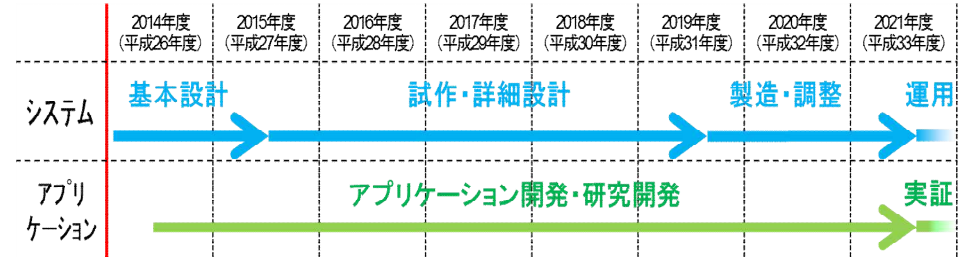 2014年度 2015年度 2016年度 2017年度 2018年度 2019年度 2020年度 2021年度
(平成26年度) (平成27年度) (平成28年度) (平成29年度) (平成30年度) (平成31年度) (平成32年度) (平成33年度)
基本設計 試作・詳細設計 製造・調整 運用
システム
アプリ
ケーション
アプリケーション開発・研究開発 実証